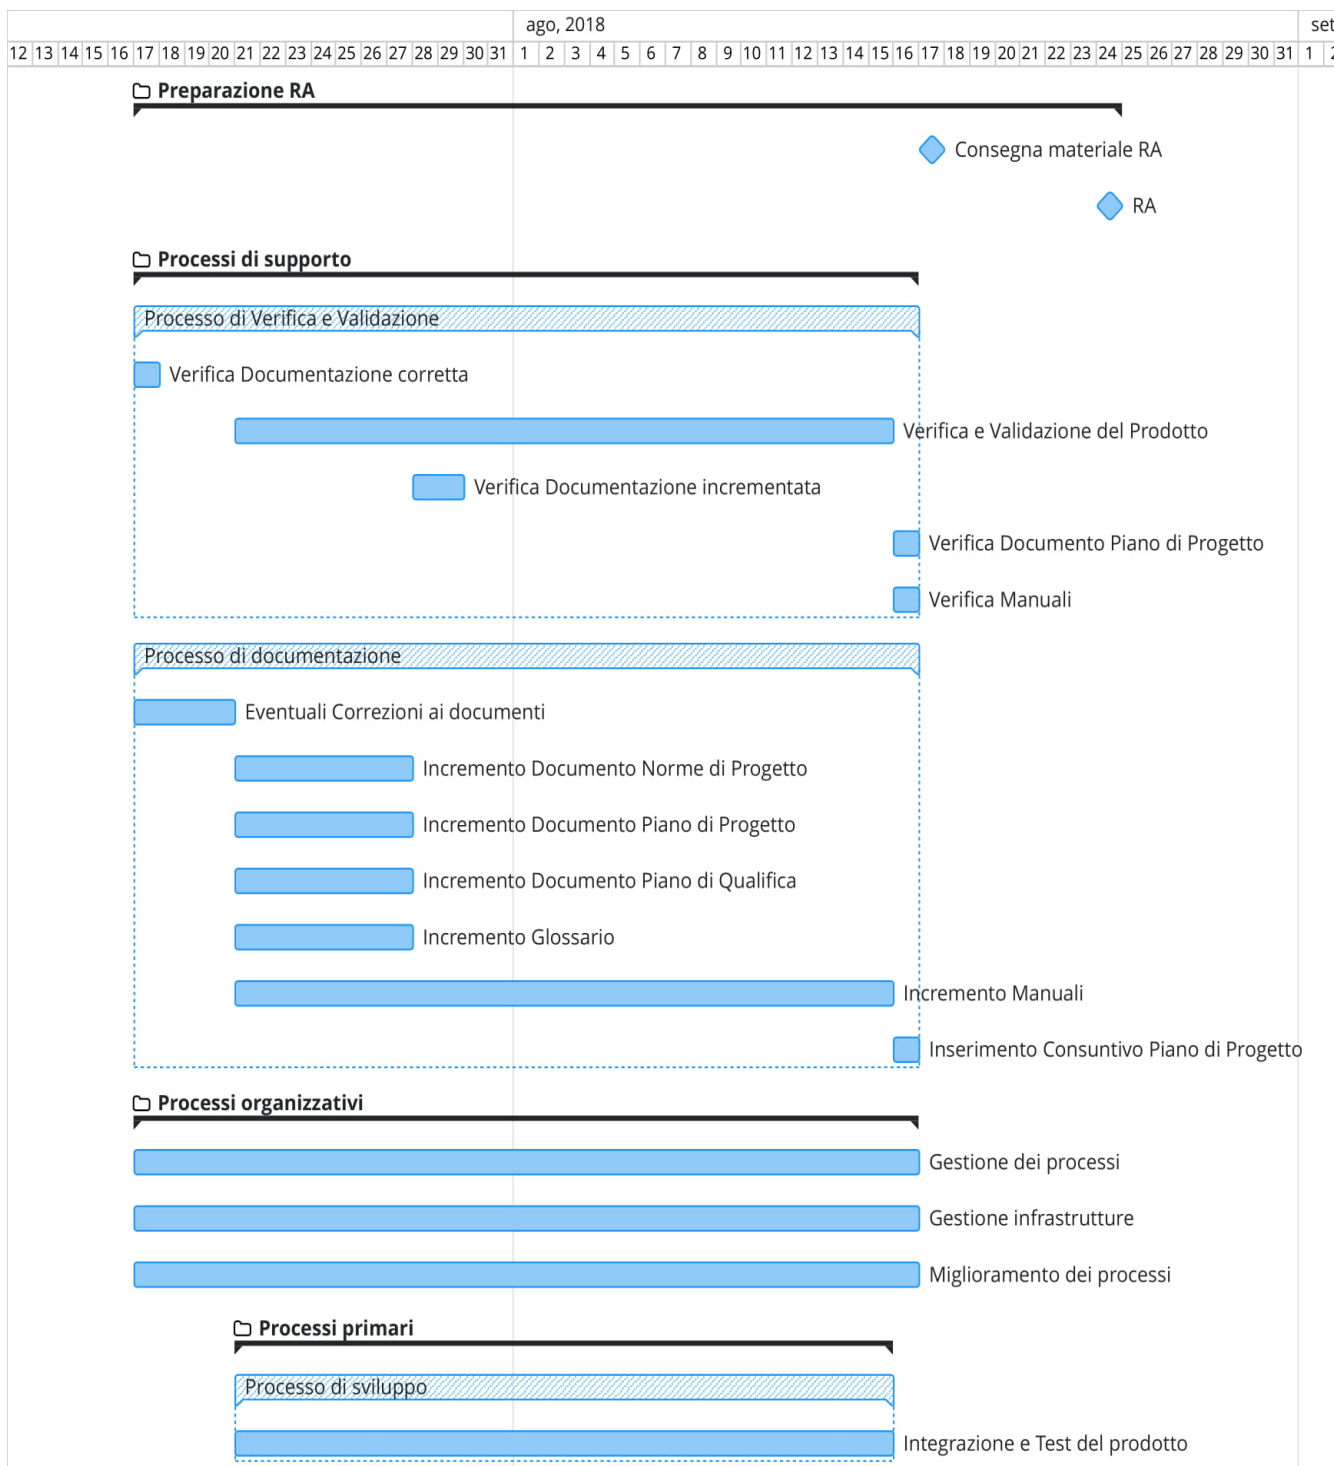 ago, 2018 set
12 13 14 15 16 17 18 19 20 21 22 23 24 25 26 27 28 29 30 31 1 2 3 4 5 6 7 8 9 10 11 12 13 14 15 16 17 18 19 20 21 22 23 24 25 26 27 28 29 30 31 1 2
Preparazione RA
Consegna materiale RA
RA
Processi di supporto
Processo di Verifica e Validazione
Verifica Documentazione corretta
Verifica e Validazione del Prodotto
Verifica Documentazione incrementata
Verifica Documento Piano di Progetto
Verifica Manuali
Processo di documentazione
Eventuali Correzioni ai documenti
Incremento Documento Norme di Progetto
Incremento Documento Piano di Progetto
Incremento Documento Piano di Qualifica
Incremento Glossario
Incremento Manuali
Inserimento Consuntivo Piano di Progetto
Processi organizzativi
Gestione dei processi
Gestione infrastrutture
Miglioramento dei processi
Processi primari
Processo di sviluppo
Integrazione e Test del prodotto